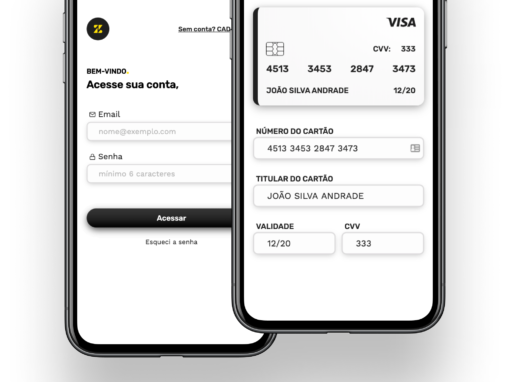 Z
Sem conta? CAD
BEM-VINDO.
Acesse sua conta,
Email
nome@exemplo.com
Senha
mínimo 6 caracteres
Acessar
Esqueci a senha
VISA
CVV: 333
4513 3453 2847 3473
JOÃO SILVA ANDRADE 12/20
NÚMERO DO CARTÃO
4513 3453 2847 3473
TITULAR DO CARTÃO
JOÃO SILVA ANDRADE
VALIDADE CVV
12/20 333